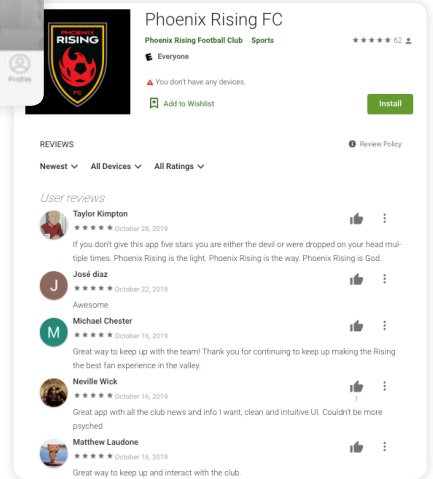 Profile
PHOENIX
RISING
FC
Phoenix Rising FC
Phoenix Rising Football Club Sports
★★★★★ 62
E Everyone
You don't have any devices.
Add to Wishlist
Install
REVIEWS
Review Policy
Newest All Devices All Ratings
User reviews
Taylor Kimpton
★★★★★ October 28, 2019
If you don't give this app five stars you are either the devil or were dropped on your head mul-
tiple times. Phoenix Rising is the light. Phoenix Rising is the way. Phoenix Rising is God.
J
José diaz
★★★★★ October 22, 2019
Awesome
M
Michael Chester
★★★★★ October 16, 2019
Great way to keep up with the team! Thank you for continuing to keep up making the Rising
the best fan experience in the valley.
Neville Wick
★★★★★ October 16, 2019
1
Great app with all the club news and info I want, clean and intuitive UI. Couldn't be more
psyched
Matthew Laudone
★★★★★ October 16, 2019
Great way to keep up and interact with the club.